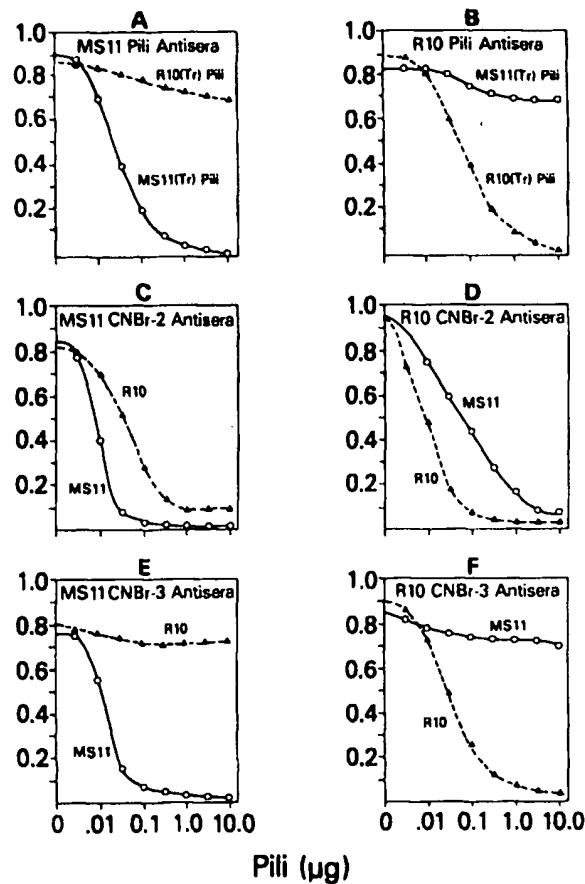 A
MS11 Pili Antisera
R10(Tr) Pili
MS11(Tr) Pili
1.0
0.8
0.6
0.4
0.2
B
R10 Pili Antisera
MS11(Tr) Pili
R10(Tr) Pili
1.0
0.8
0.6
0.4
0.2
C
MS11 CNBr-2 Antisera
R10
MS11
1.0
0.8
0.6
0.4
0.2
D
R10 CNBr-2 Antisera
MS11
R10
1.0
0.8
0.6
0.4
0.2
E
MS11 CNBr-3 Antisera
R10
MS11
1.0
0.8
0.6
0.4
0.2
0 .01 0.1 1.0 10.0
F
R10 CNBr-3 Antisera
MS11
R10
1.0
0.8
0.6
0.4
0.2
0 .01 0.1 1.0 10.0
Pili (µg)